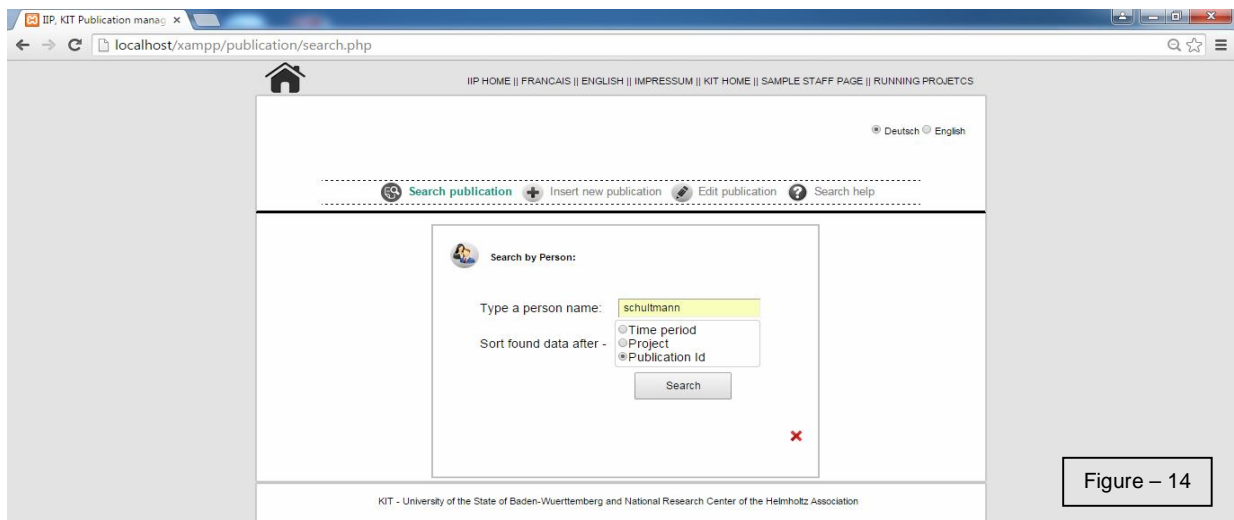 IIP, KIT Publication manag
localhost/xampp/publication/search.php
IIP HOME || FRANCAIS || ENGLISH || IMPRESSUM || KIT HOME || SAMPLE STAFF PAGE || RUNNING PROJETCS
Deutsch English
Search publication Insert new publication Edit publication Search help
Search by Person:
Type a person name: schultmann
Time period
Sort found data after - Project
Publication Id
Search
Figure – 14
KIT - University of the State of Baden-Wuerttemberg and National Research Center of the Helmholtz Association